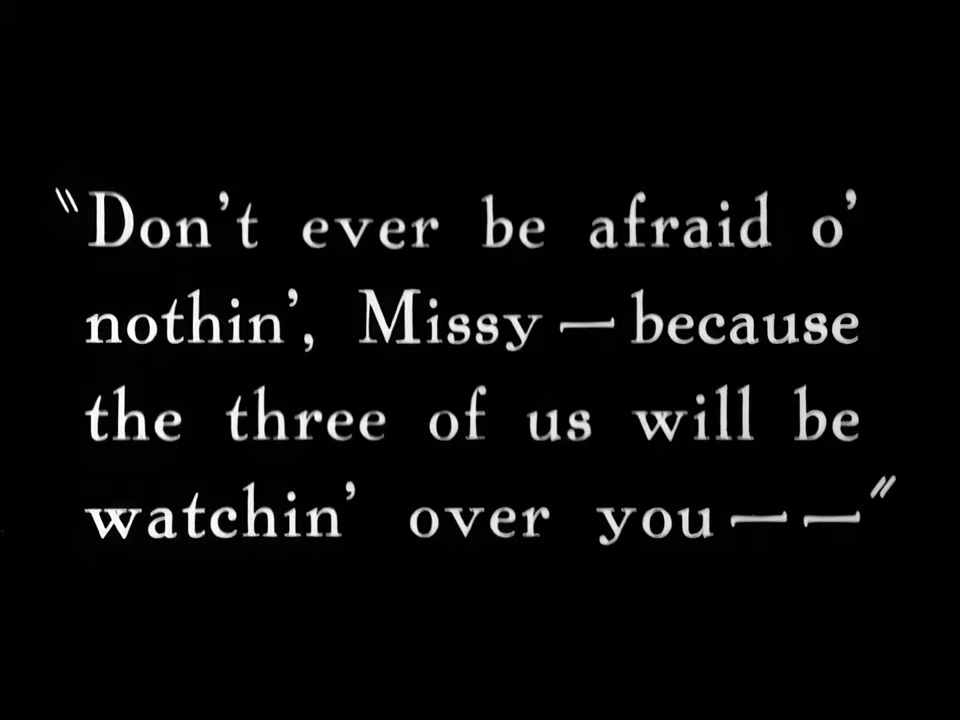 "Don't ever be afraid o'
nothin', Missy — because
the three of us will be
watchin' over you — —"